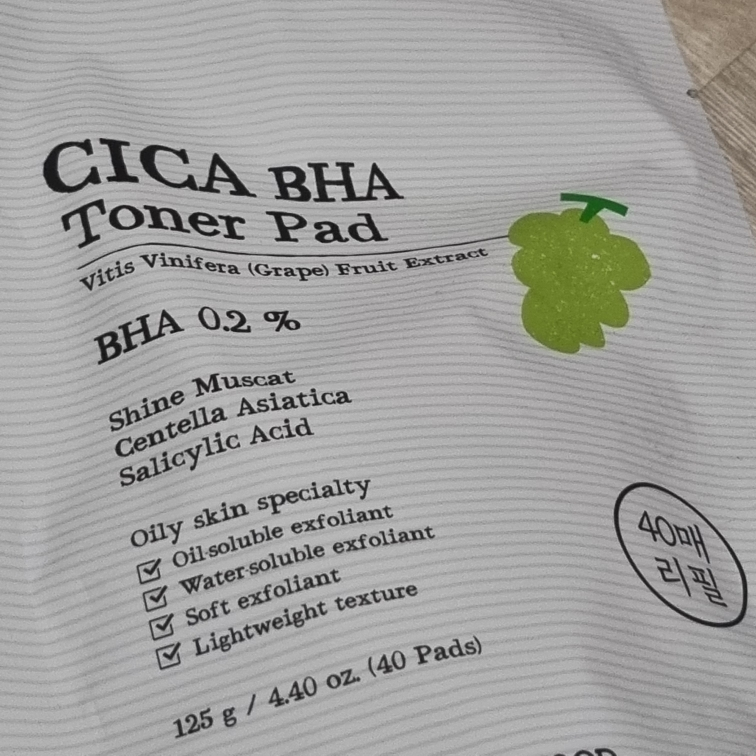 CICA BHA
Toner Pad
Vitis Vinifera (Grape) Fruit Extract
BHA 0.2 %
Shine Muscat
Centella Asiatica
Salicylic Acid
Oily skin specialty
Oil-soluble exfoliant
Water-soluble exfoliant
Soft exfoliant
Lightweight texture
40매
리필
125 g / 4.40 oz. (40 Pads)